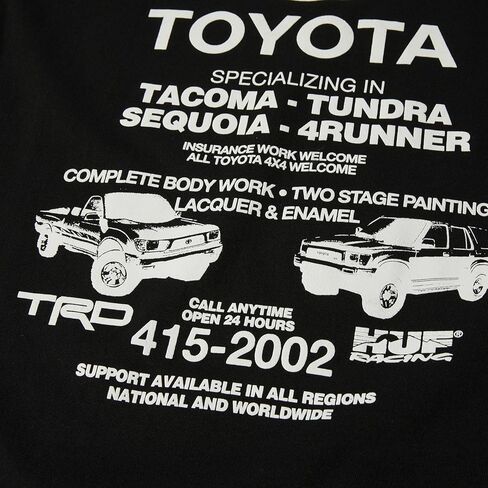 TOYOTA
SPECIALIZING IN
TACOMA - TUNDRA
SEQUOIA - 4RUNNER
INSURANCE WORK WELCOME
ALL TOYOTA 4X4 WELCOME
COMPLETE BODY WORK • TWO STAGE PAINTING
LACQUER & ENAMEL
TOYOTA
TRD
CALL ANYTIME
OPEN 24 HOURS
415-2002
HUF®
RACING
SUPPORT AVAILABLE IN ALL REGIONS
NATIONAL AND WORLDWIDE